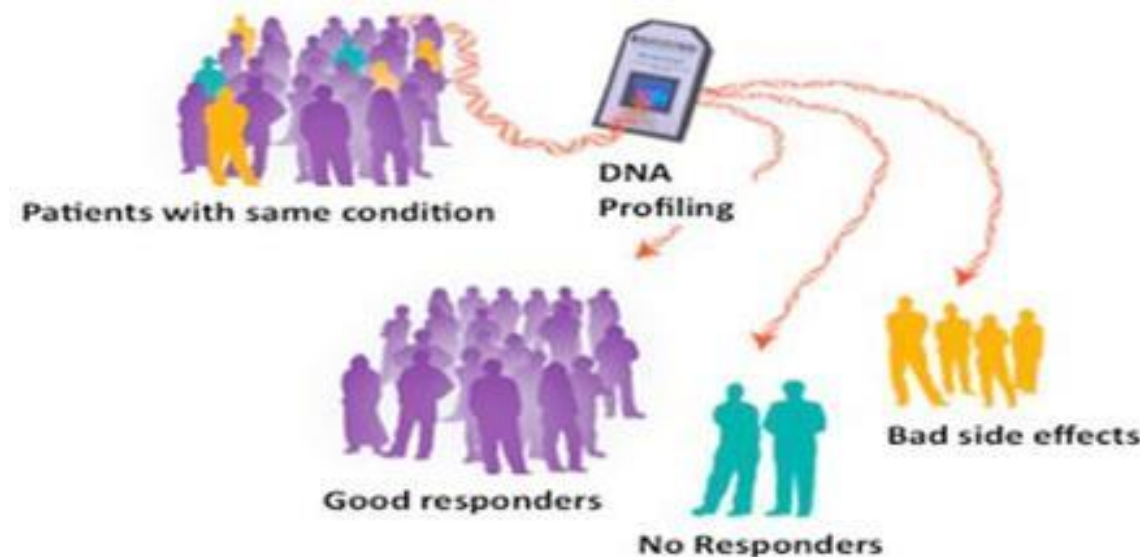 Patients with same condition
DNA
Profiling
Good responders
No Responders
Bad side effects